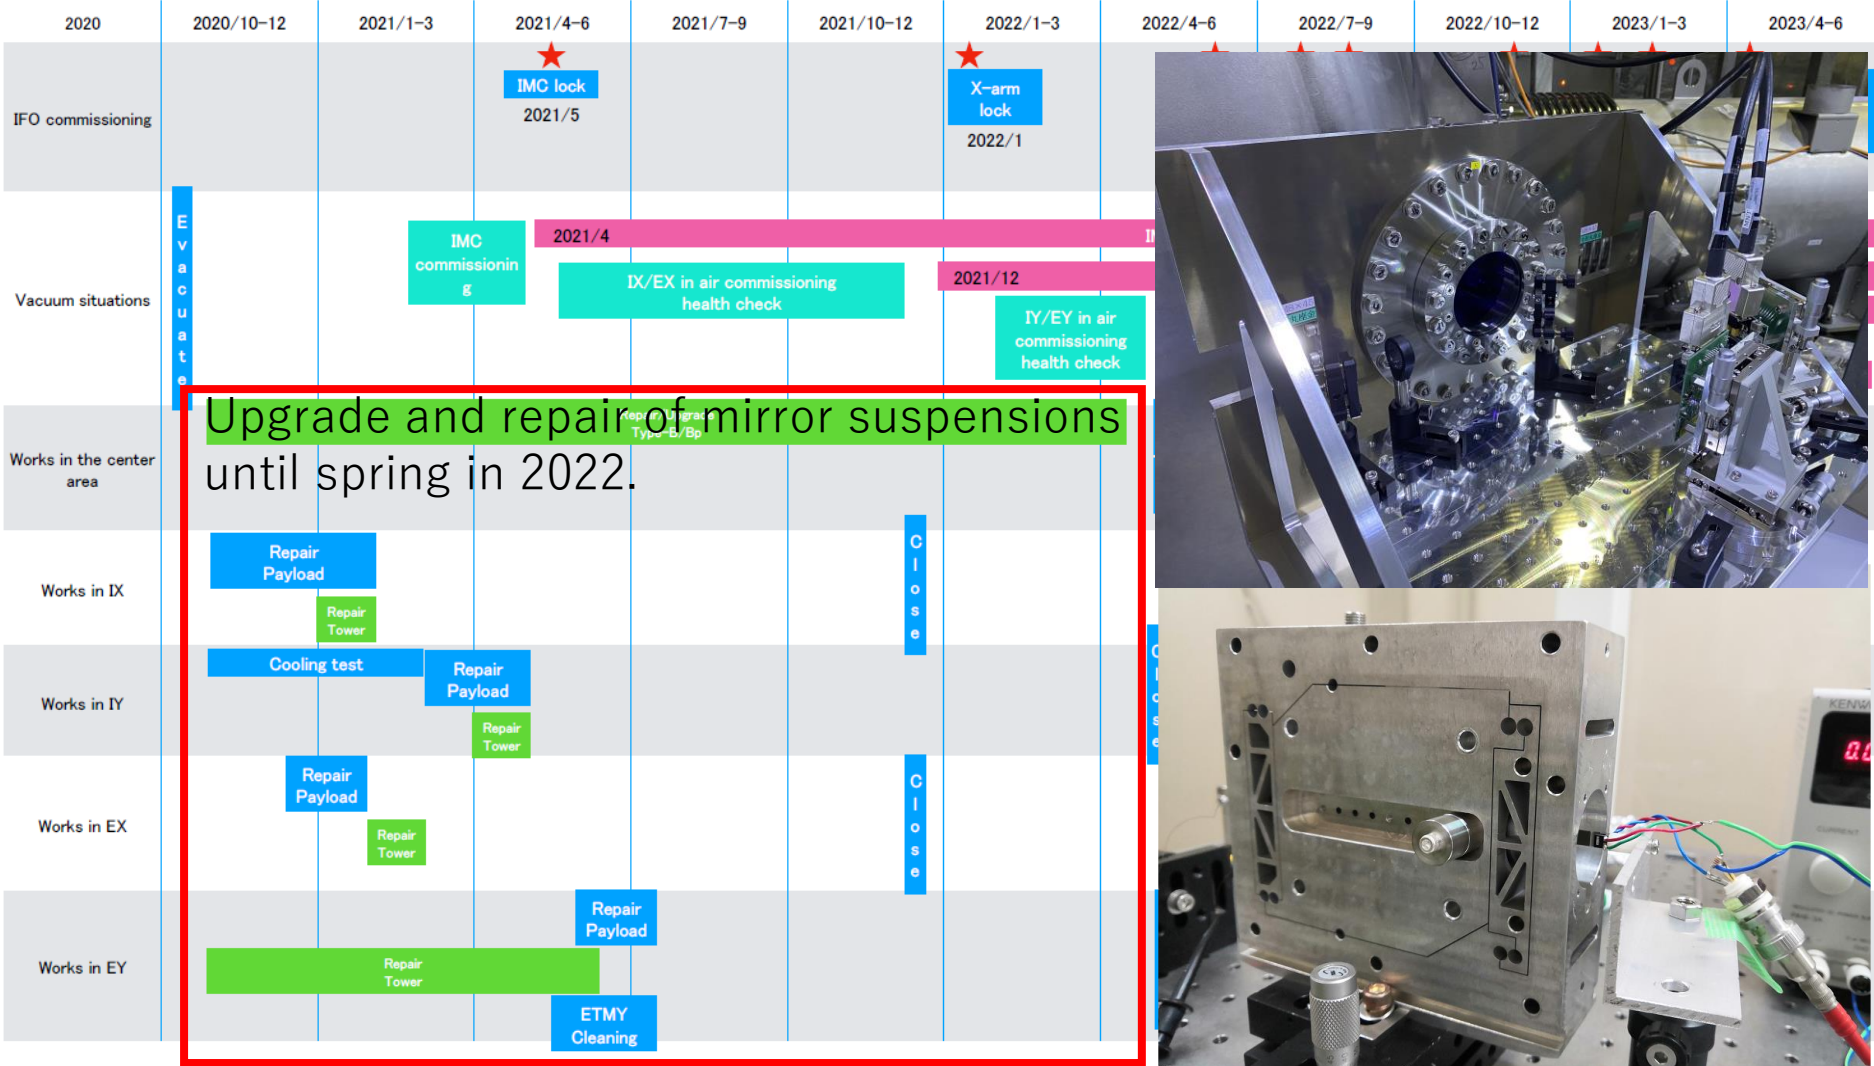 2020
2020/10-12
2021/1-3
2021/4-6
2021/7-9
2021/10-12
2022/1-3
2022/4-6
2022/7-9
2022/10-12
2023/1-3
2023/4-6
IFO commissioning
IMC lock
2021/5
X-arm
lock
2022/1
Vacuum situations
Evacuate
IMC
commissionin
g
2021/4
IX/EX in air commissioning
health check
2021/12
IY/EY in air
commissioning
health check
Works in the center
area
Repair/Upgrade
Type-B/Bp
Upgrade and repair of mirror suspensions
until spring in 2022.
Works in IX
Repair
Payload
Repair
Tower
Close
Works in IY
Cooling test
Repair
Payload
Repair
Tower
Works in EX
Repair
Payload
Repair
Tower
Close
Works in EY
Repair
Payload
Repair
Tower
ETMY
Cleaning
CURRENT